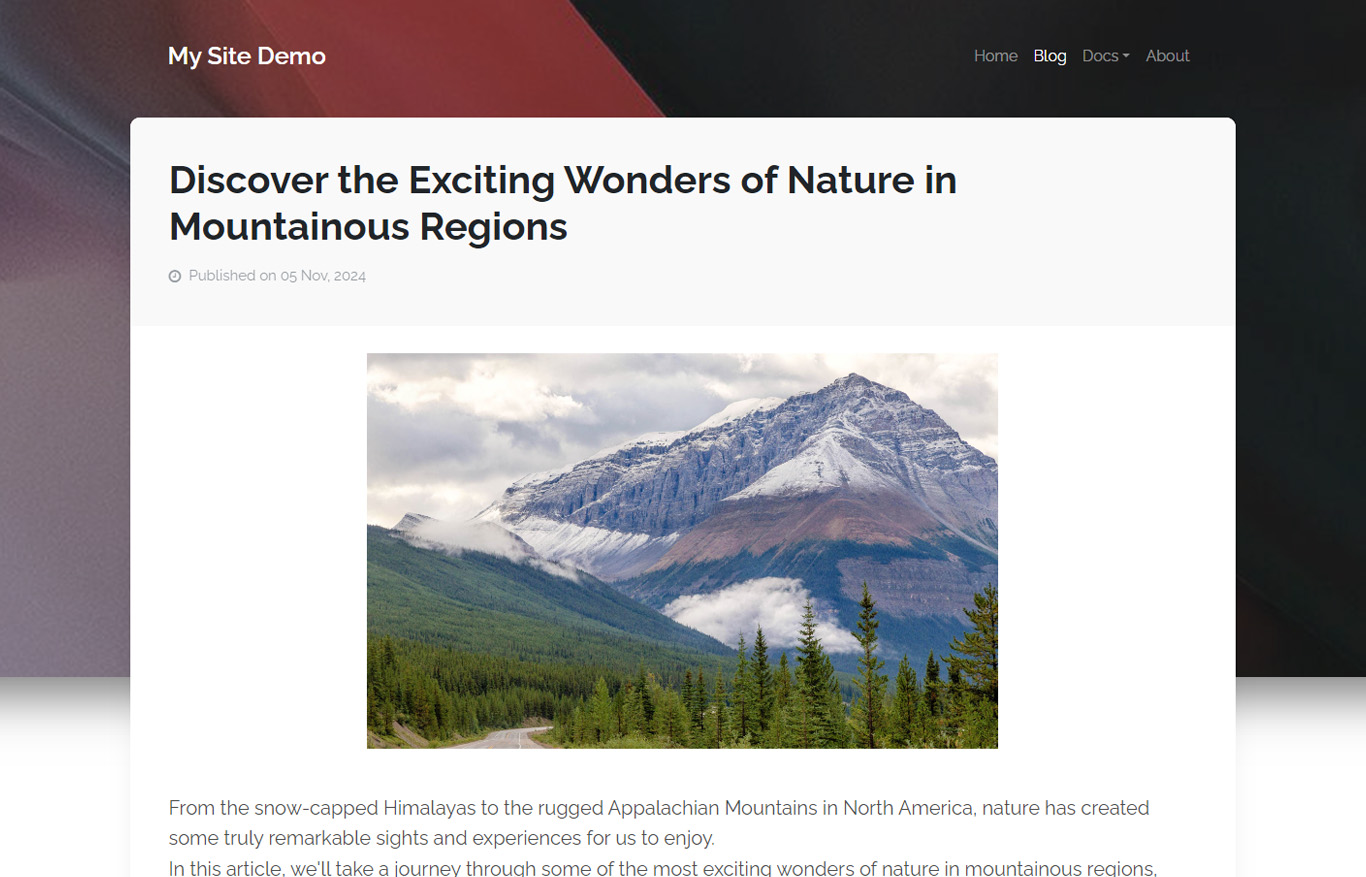 My Site Demo
Home Blog Docs About
Discover the Exciting Wonders of Nature in
Mountainous Regions
Published on 05 Nov, 2024
From the snow-capped Himalayas to the rugged Appalachian Mountains in North America, nature has created
some truly remarkable sights and experiences for us to enjoy.
In this article, we'll take a journey through some of the most exciting wonders of nature in mountainous regions,